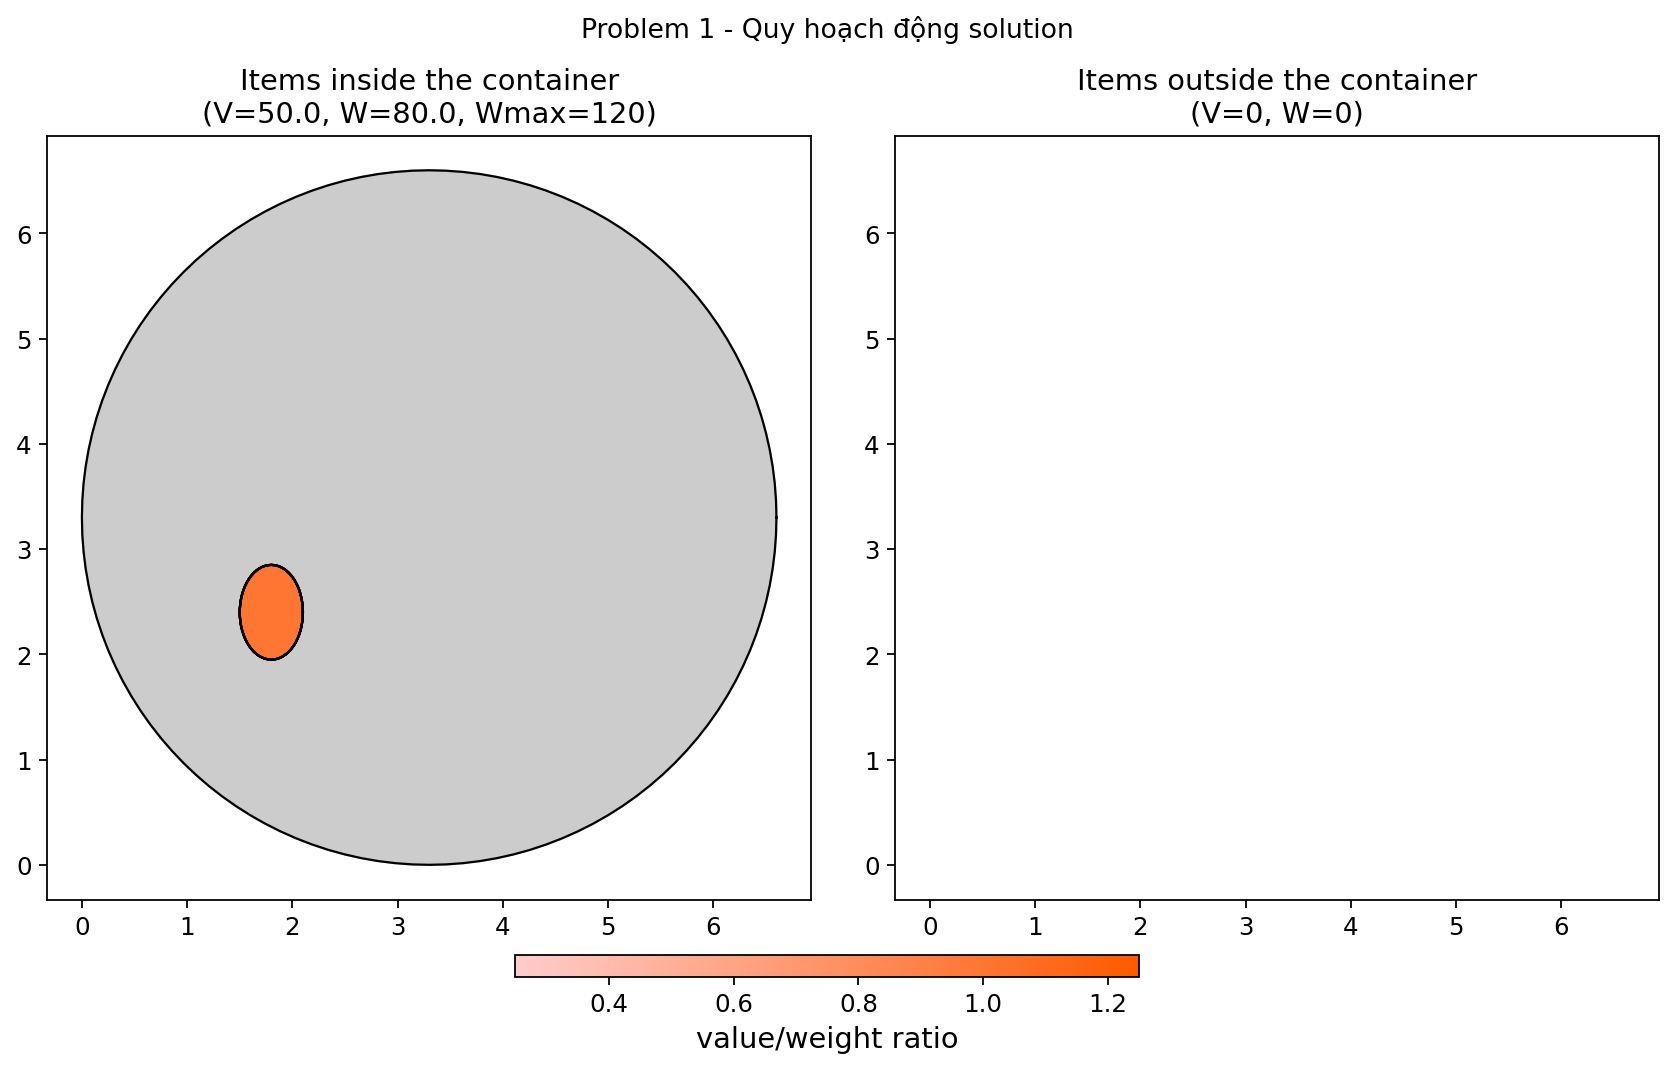 Problem 1 - Quy hoạch động solution
Items inside the container
(V=50.0, W=80.0, Wmax=120)
6
5
4
3
2
1
0
0 1 2 3 4 5 6
Items outside the container
(V=0, W=0)
6
5
4
3
2
1
0
0 1 2 3 4 5 6
0.4 0.6 0.8 1.0 1.2
value/weight ratio